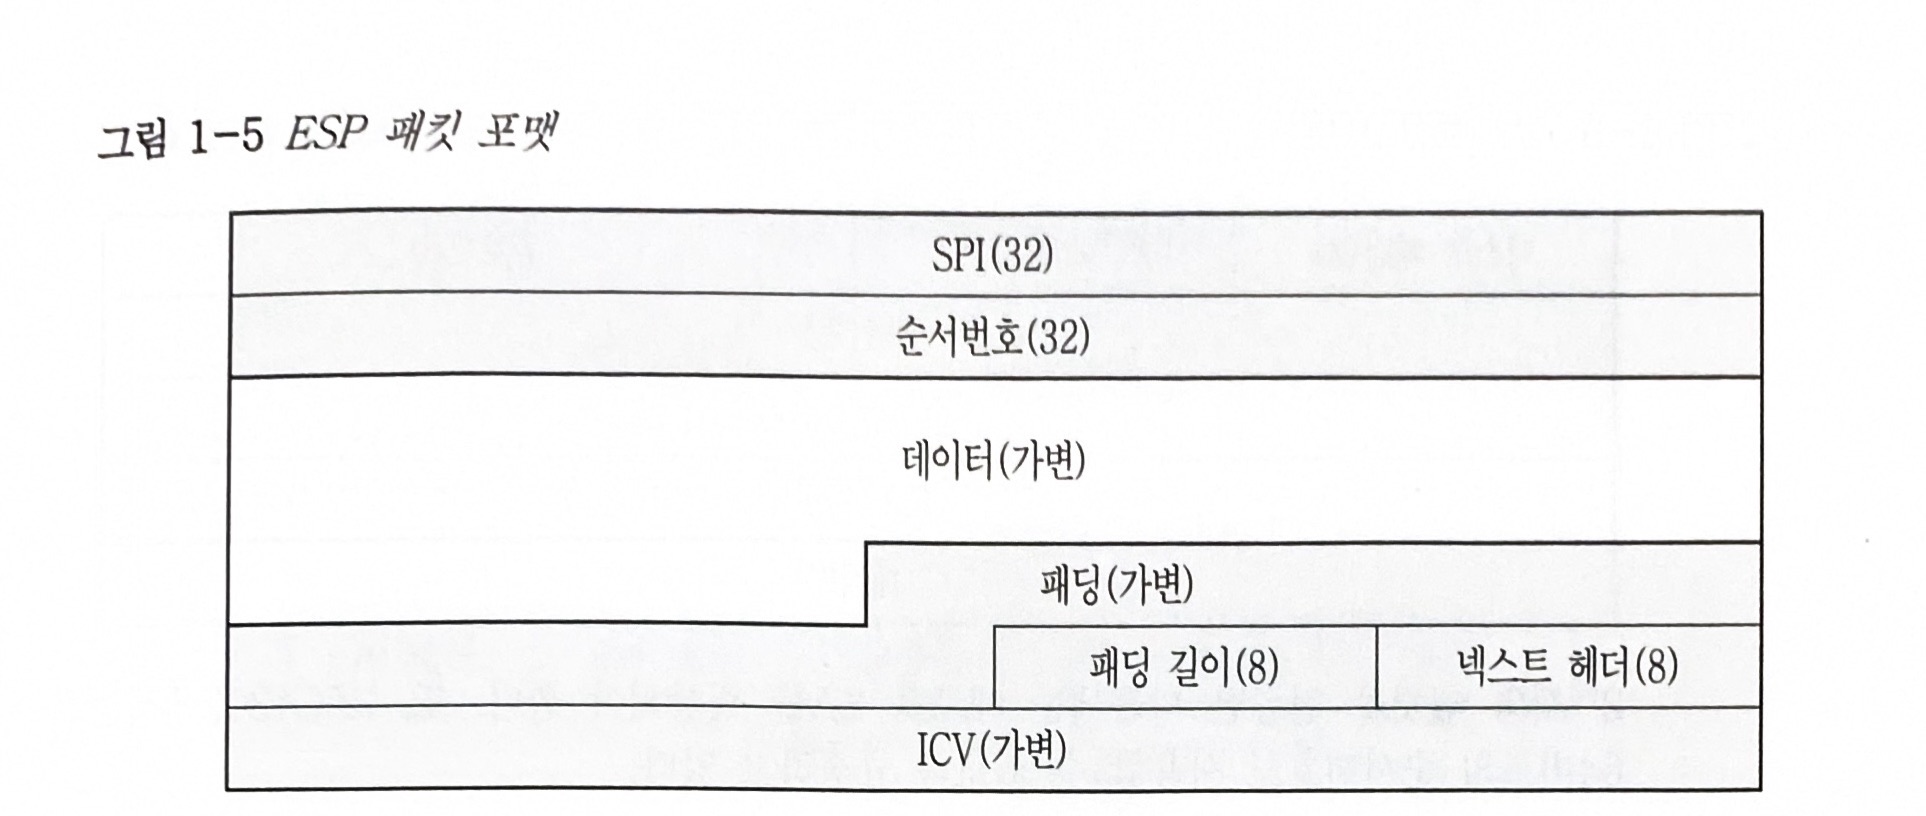 그림 1-5 ESP 패킷 포맷
SPI(32)
순서번호(32)
데이터(가변)
패딩(가변)
패딩 길이(8)
넥스트 헤더(8)
ICV(가변)